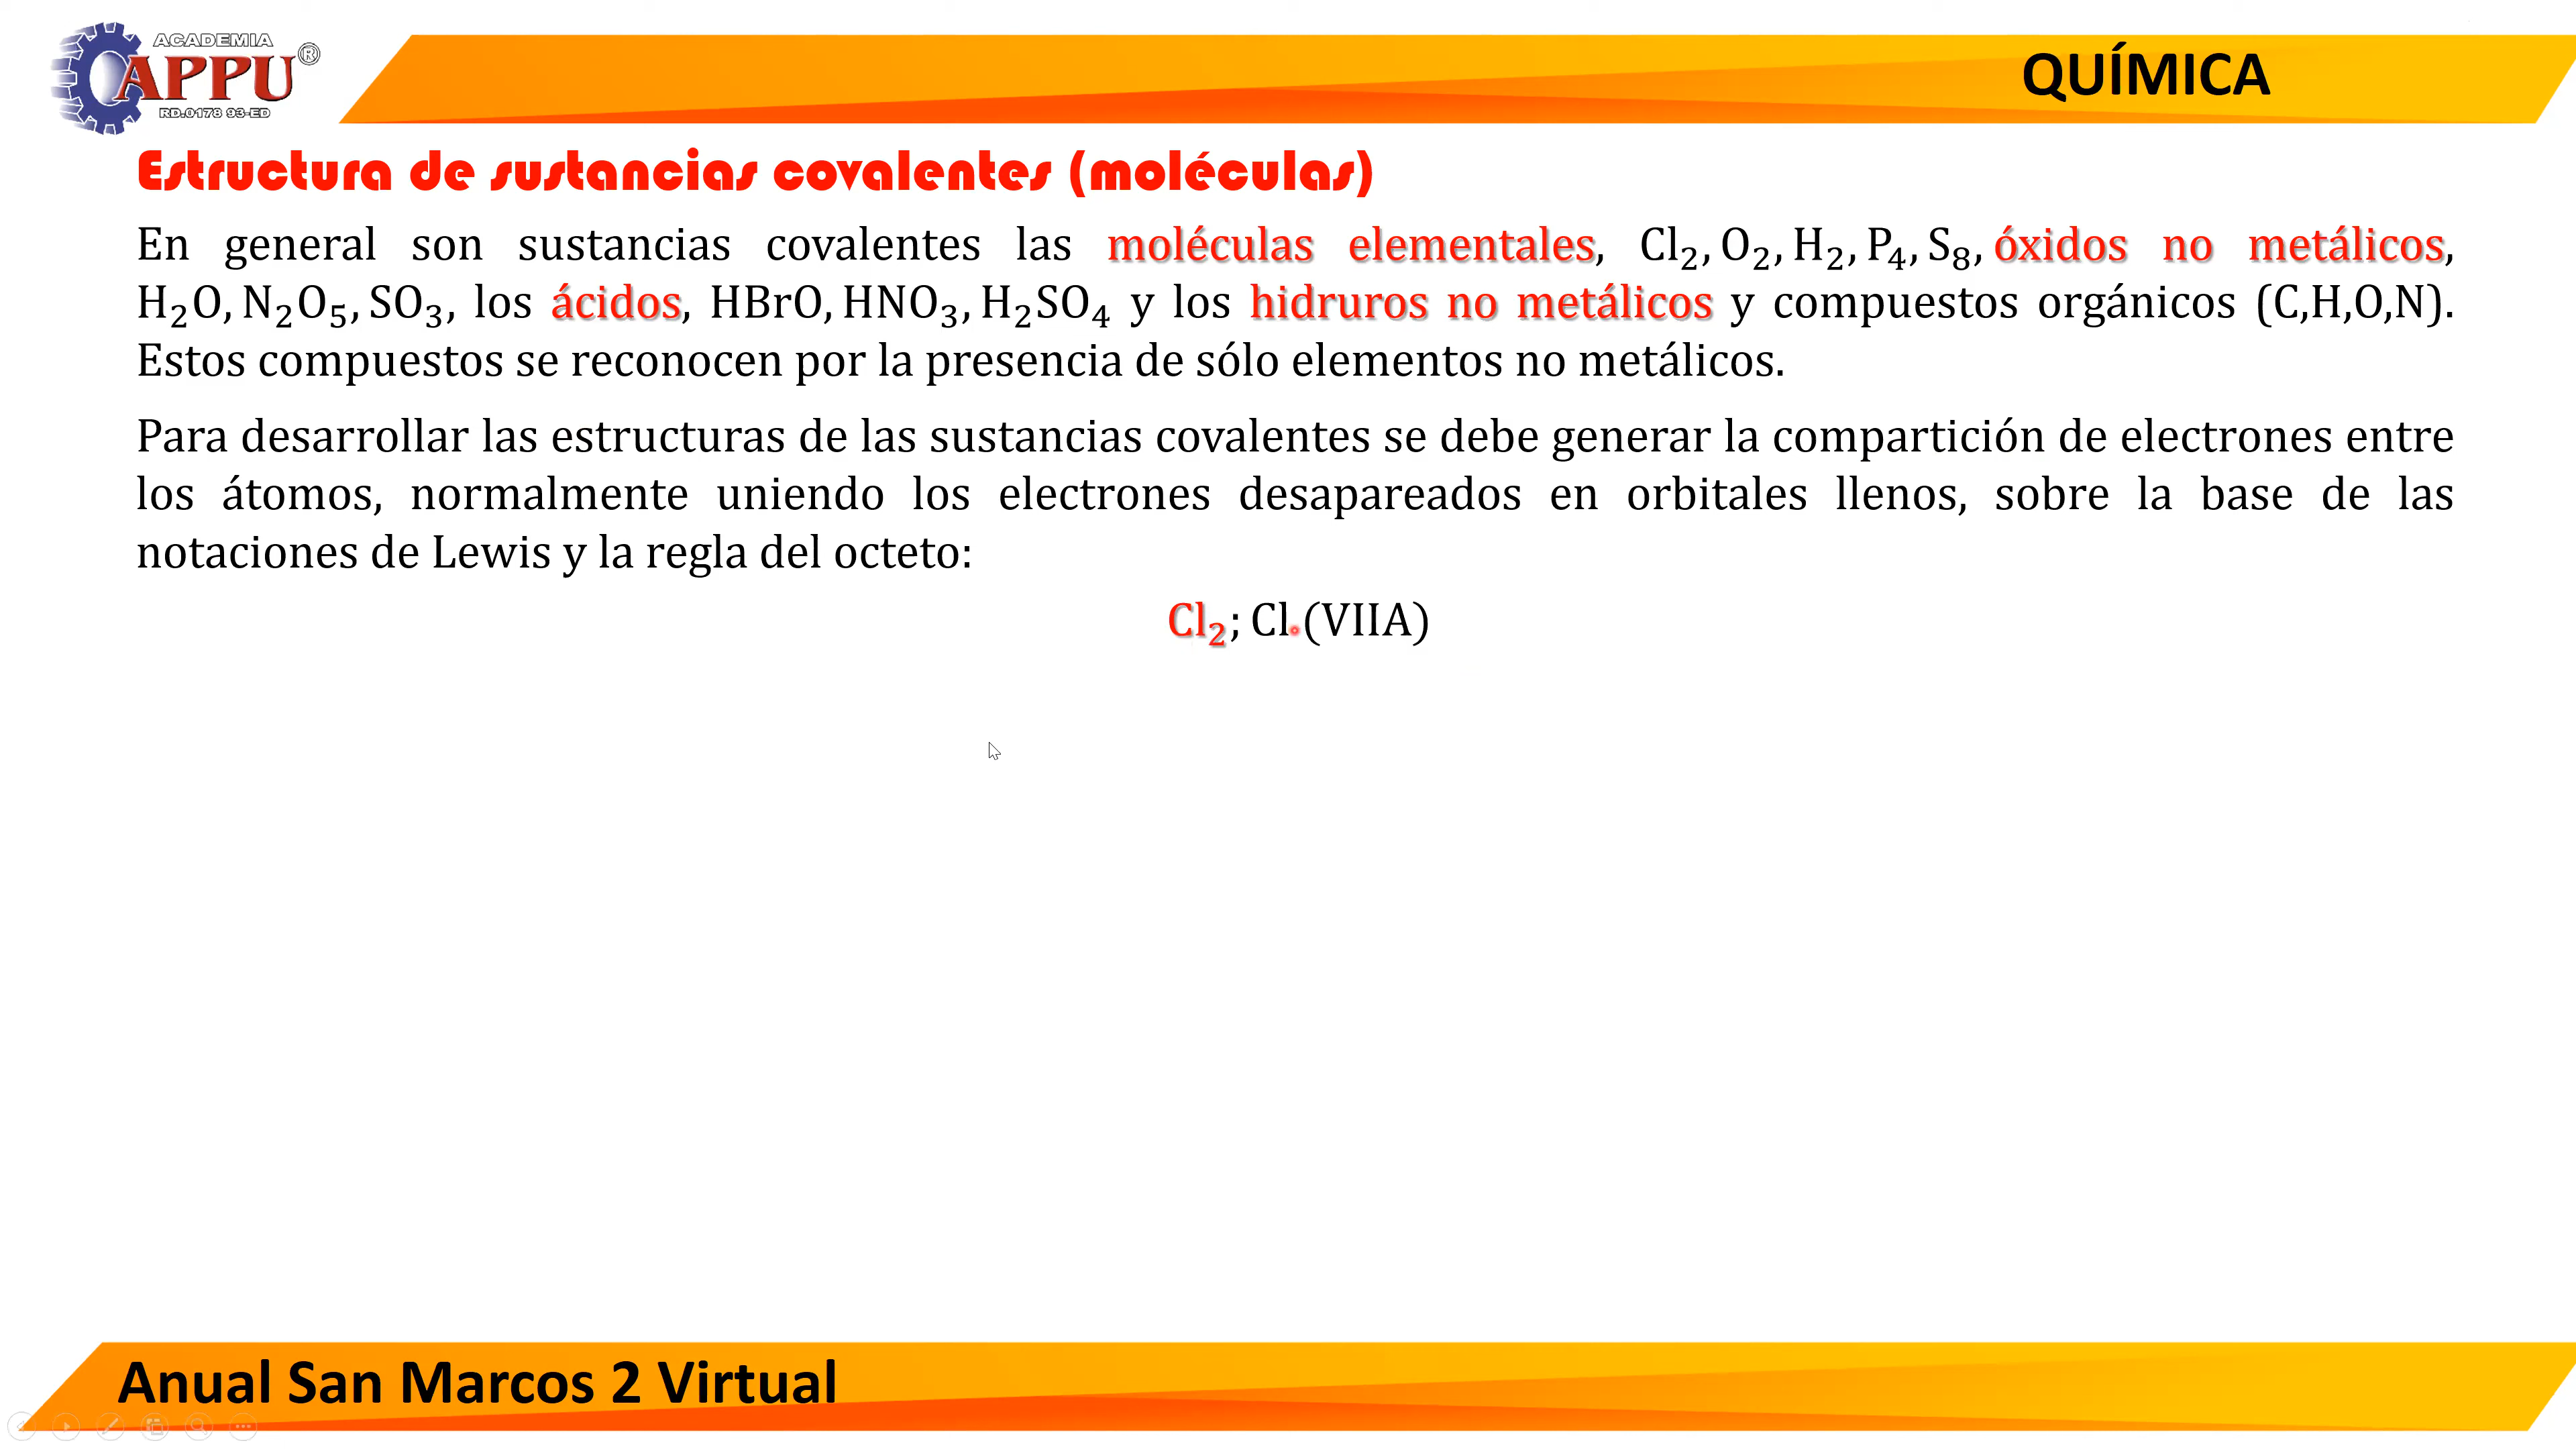 ACADEMIA
APPU®
RD.0178 93-ED
QUÍMICA
Estructura de sustancias covalentes (moléculas)
En general son sustancias covalentes las moléculas elementales, Cl₂, O₂, H₂, P₄, S₈, óxidos no metálicos,
H₂O, N₂O₅, SO₃, los ácidos, HBrO, HNO₃, H₂SO₄ y los hidruros no metálicos y compuestos orgánicos (C,H,O,N).
Estos compuestos se reconocen por la presencia de sólo elementos no metálicos.
Para desarrollar las estructuras de las sustancias covalentes se debe generar la compartición de electrones entre
los átomos, normalmente uniendo los electrones desapareados en orbitales llenos, sobre la base de las
notaciones de Lewis y la regla del octeto:
Cl₂; Cl (VIIA)
Anual San Marcos 2 Virtual